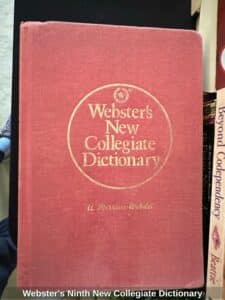 Webster's
New
Collegiate
Dictionary
a Merriam-Webster
Beyond Codependency
Beattie
Webster's Ninth New Collegiate Dictionary